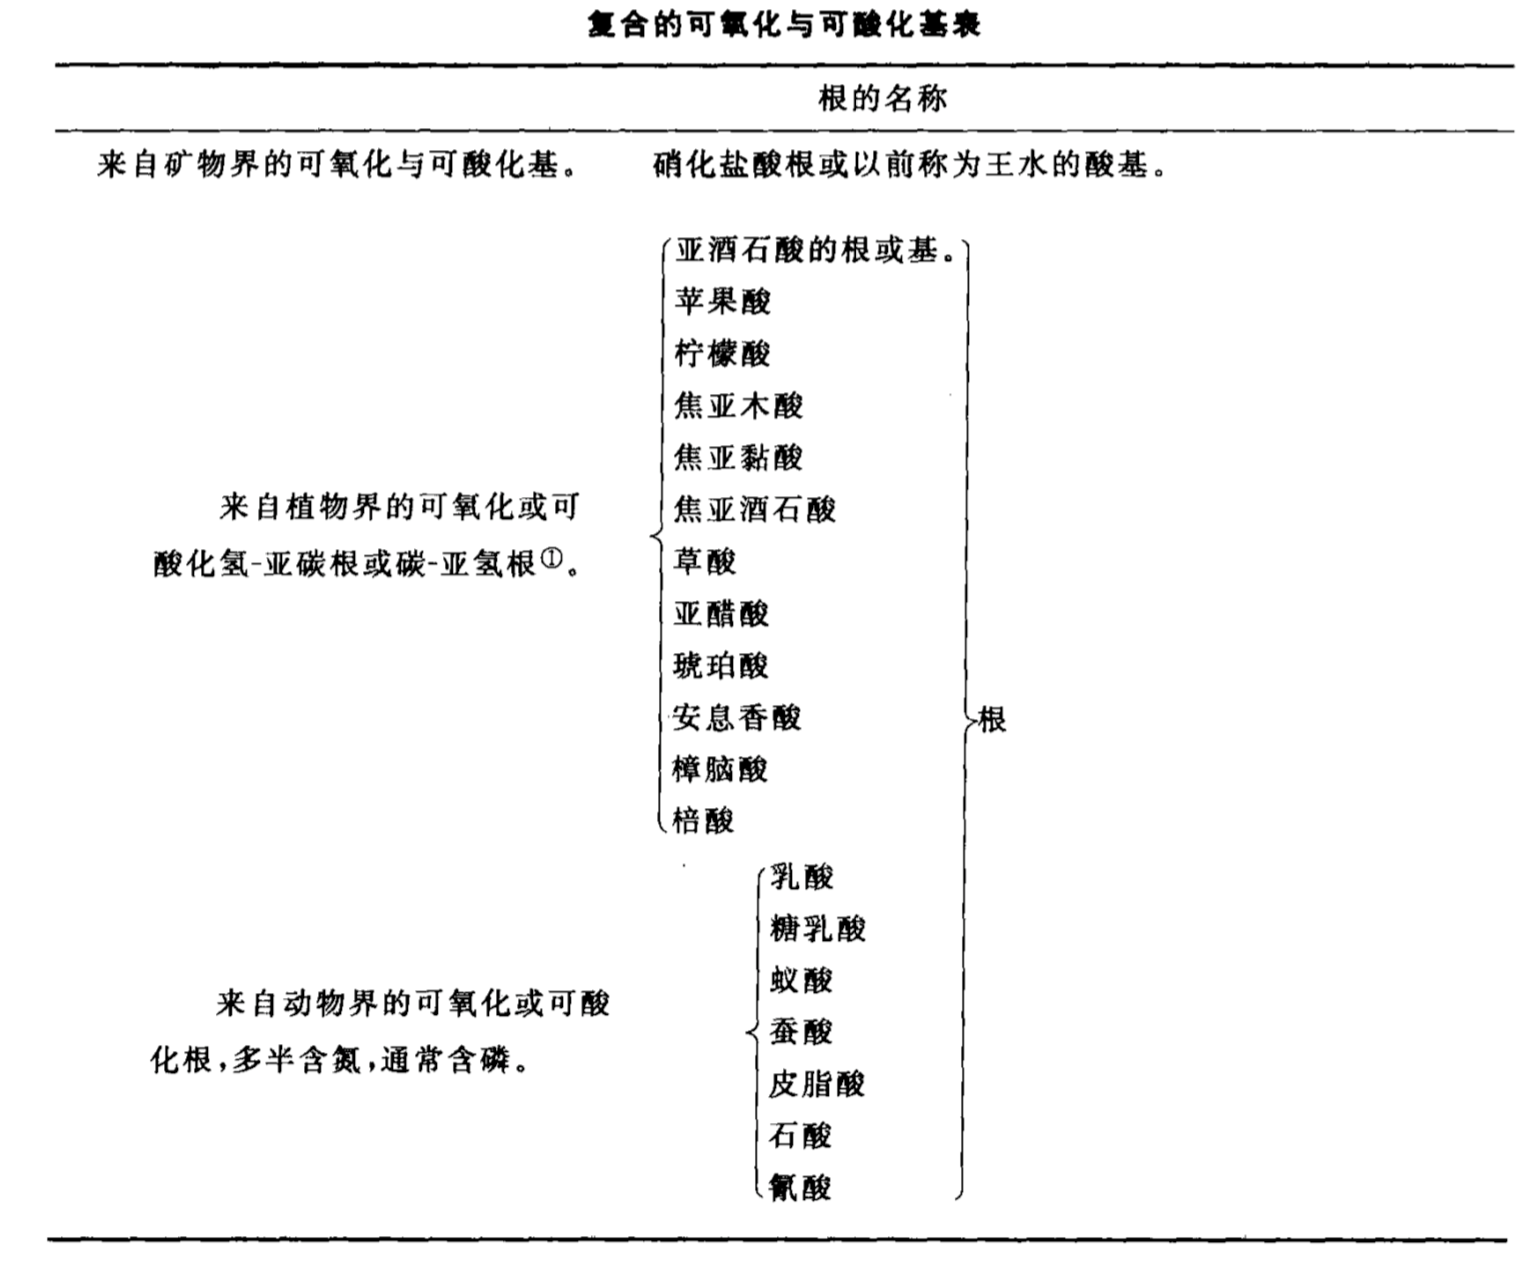 复合的可氧化与可酸化基表
根的名称
来自矿物界的可氧化与可酸化基。 硝化盐酸根或以前称为王水的酸基。
来自植物界的可氧化或可
酸化氢-亚碳根或碳-亚氢根①。
亚酒石酸的根或基。
苹果酸
柠檬酸
焦亚木酸
焦亚黏酸
焦亚酒石酸
草酸
亚醋酸
琥珀酸
安息香酸
樟脑酸
棓酸
来自动物界的可氧化或可酸
化根,多半含氮,通常含磷。
乳酸
糖乳酸
蚁酸
蚕酸
皮脂酸
石酸
氰酸
根